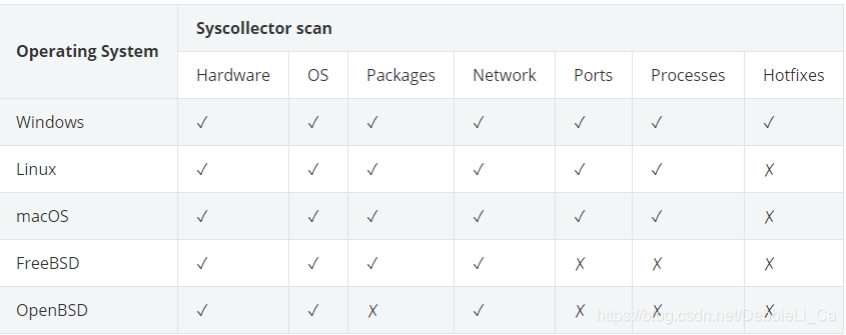 Operating System Syscollector scan
Hardware OS Packages Network Ports Processes Hotfixes
Windows ✓ ✓ ✓ ✓ ✓ ✓ ✓
Linux ✓ ✓ ✓ ✓ ✓ ✓ ✗
macOS ✓ ✓ ✓ ✓ ✓ ✓ ✗
FreeBSD ✓ ✓ ✓ ✓ ✗ ✗ ✗
OpenBSD ✓ ✓ ✗ ✓ ✗ ✗ ✗
https://blog.csdn.net/DebbieLi_Ca